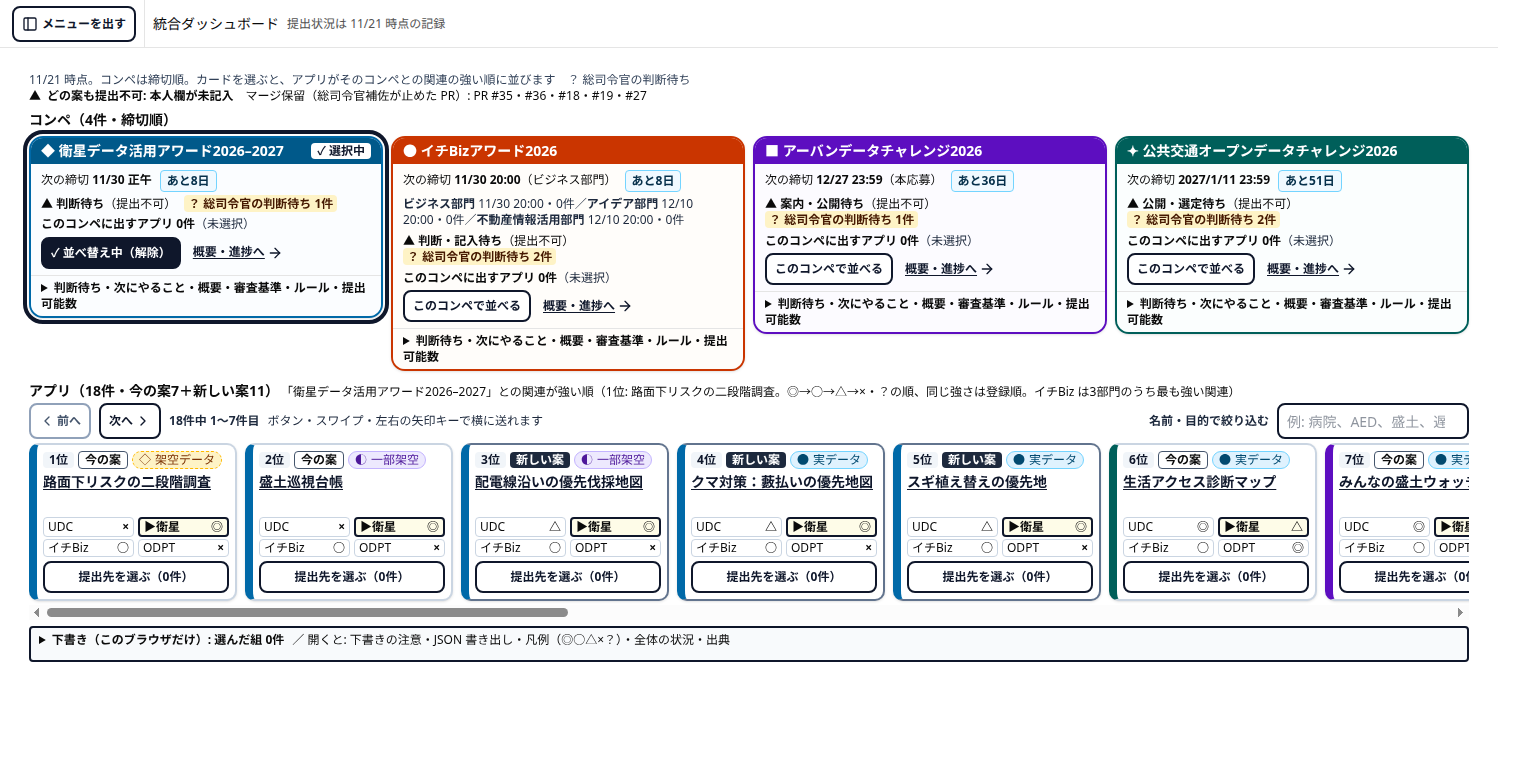 メニューを出す
統合ダッシュボード 提出状況は 11/21 時点の記録
11/21 時点。コンペは締切順。カードを選ぶと、アプリがそのコンペとの関連の強い順に並びます ？ 総司令官の判断待ち
▲ どの案も提出不可: 本人欄が未記入 マージ保留（総司令官補佐が止めた PR）: PR #35・#36・#18・#19・#27
コンペ（4件・締切順）
◆ 衛星データ活用アワード2026–2027 ✓ 選択中
次の締切 11/30 正午 あと8日
▲ 判断待ち（提出不可） ？ 総司令官の判断待ち 1件
このコンペに出すアプリ 0件（未選択）
✓ 並べ替え中（解除） 概要・進捗へ →
▶ 判断待ち・次にやること・概要・審査基準・ルール・提出
可能数
● イチBizアワード2026
次の締切 11/30 20:00（ビジネス部門） あと8日
ビジネス部門 11/30 20:00・0件／アイデア部門 12/10
20:00・0件／不動産情報活用部門 12/10 20:00・0件
▲ 判断・記入待ち（提出不可）
？ 総司令官の判断待ち 2件
このコンペに出すアプリ 0件（未選択）
このコンペで並べる 概要・進捗へ →
▶ 判断待ち・次にやること・概要・審査基準・ルール・提出
可能数
■ アーバンデータチャレンジ2026
次の締切 12/27 23:59（本応募） あと36日
▲ 案内・公開待ち（提出不可）
？ 総司令官の判断待ち 1件
このコンペに出すアプリ 0件（未選択）
このコンペで並べる 概要・進捗へ →
▶ 判断待ち・次にやること・概要・審査基準・ルール・提出
可能数
✦ 公共交通オープンデータチャレンジ2026
次の締切 2027/1/11 23:59 あと51日
▲ 公開・選定待ち（提出不可）
？ 総司令官の判断待ち 2件
このコンペに出すアプリ 0件（未選択）
このコンペで並べる 概要・進捗へ →
▶ 判断待ち・次にやること・概要・審査基準・ルール・提出
可能数
アプリ（18件・今の案7＋新しい案11） 「衛星データ活用アワード2026–2027」との関連が強い順（1位: 路面下リスクの二段階調査。◎→○→△→×・？の順、同じ強さは登録順。イチBiz は3部門のうち最も強い関連）
前へ 次へ 18件中 1〜7件目 ボタン・スワイプ・左右の矢印キーで横に送れます 名前・目的で絞り込む 例: 病院、AED、盛土、遅
1位 今の案 ◇ 架空データ
路面下リスクの二段階調査
UDC × ▶衛星 ◎
イチBiz ○ ODPT ×
提出先を選ぶ（0件）
2位 今の案 ◐ 一部架空
盛土巡視台帳
UDC × ▶衛星 ◎
イチBiz ○ ODPT ×
提出先を選ぶ（0件）
3位 新しい案 ◐ 一部架空
配電線沿いの優先伐採地図
UDC △ ▶衛星 ◎
イチBiz ○ ODPT ×
提出先を選ぶ（0件）
4位 新しい案 ● 実データ
クマ対策：藪払いの優先地図
UDC △ ▶衛星 ◎
イチBiz ○ ODPT ×
提出先を選ぶ（0件）
5位 新しい案 ● 実データ
スギ植え替えの優先地
UDC △ ▶衛星 ◎
イチBiz ○ ODPT ×
提出先を選ぶ（0件）
6位 今の案 ● 実データ
生活アクセス診断マップ
UDC ◎ ▶衛星 △
イチBiz ○ ODPT ◎
提出先を選ぶ（0件）
7位 今の案 ● 実
みんなの盛土ウォッ
UDC ◎ ▶衛
イチBiz ○ ODPT
提出先を選ぶ（0
▶ 下書き（このブラウザだけ）: 選んだ組 0件 ／ 開くと: 下書きの注意・JSON 書き出し・凡例（◎○△×？）・全体の状況・出典